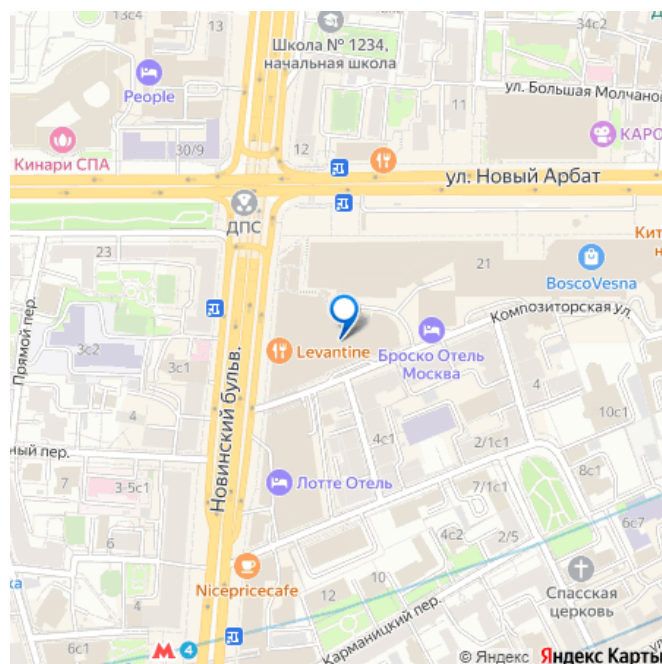 13с4
34с2
Школа № 1234,
начальная школа
People
11
ул. Большая Молчанов
КАРО
Кинари СПА
30/9
12
ул. Новый Арбат
ДПС
23
21
Кит
н
BoscoVesna
Прямой пер.
Композиторская ул.
3с2
Levantine
Броско Отель
Москва
3с1
Новинский бульв.
10с1
4с1
2/1с1
ный пер.
8с1
7
3-5с1
Лотте Отель
7/1с1
6с7
4с2
2/5
6
Nicepricecafe
12
10
Спасская
церковь
ка
4
Карманицкий пер.
6с1
4
© Яндекс Яндекс Карты